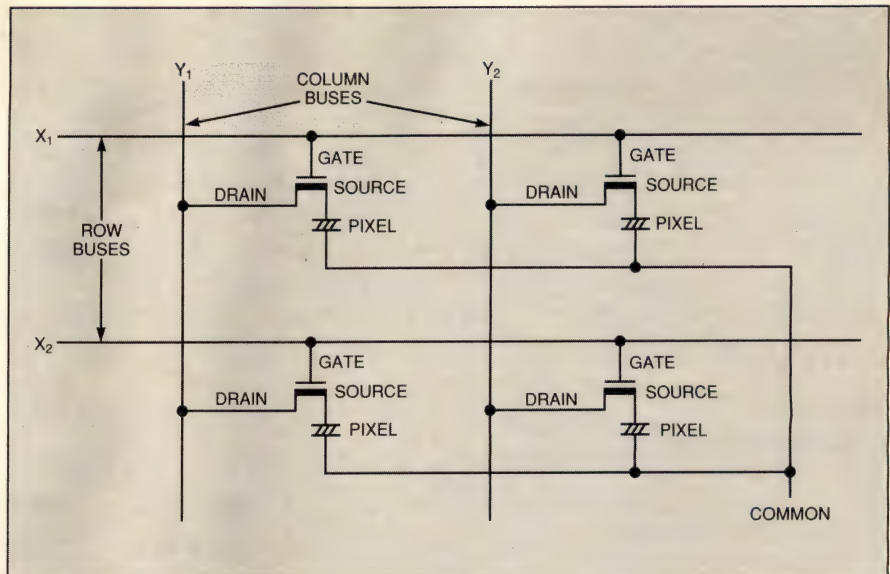 Y₁
Y₂
COLUMN
BUSES
X₁
GATE
GATE
DRAIN
SOURCE
DRAIN
SOURCE
PIXEL
PIXEL
ROW
BUSES
X₂
GATE
GATE
DRAIN
SOURCE
DRAIN
SOURCE
PIXEL
PIXEL
COMMON